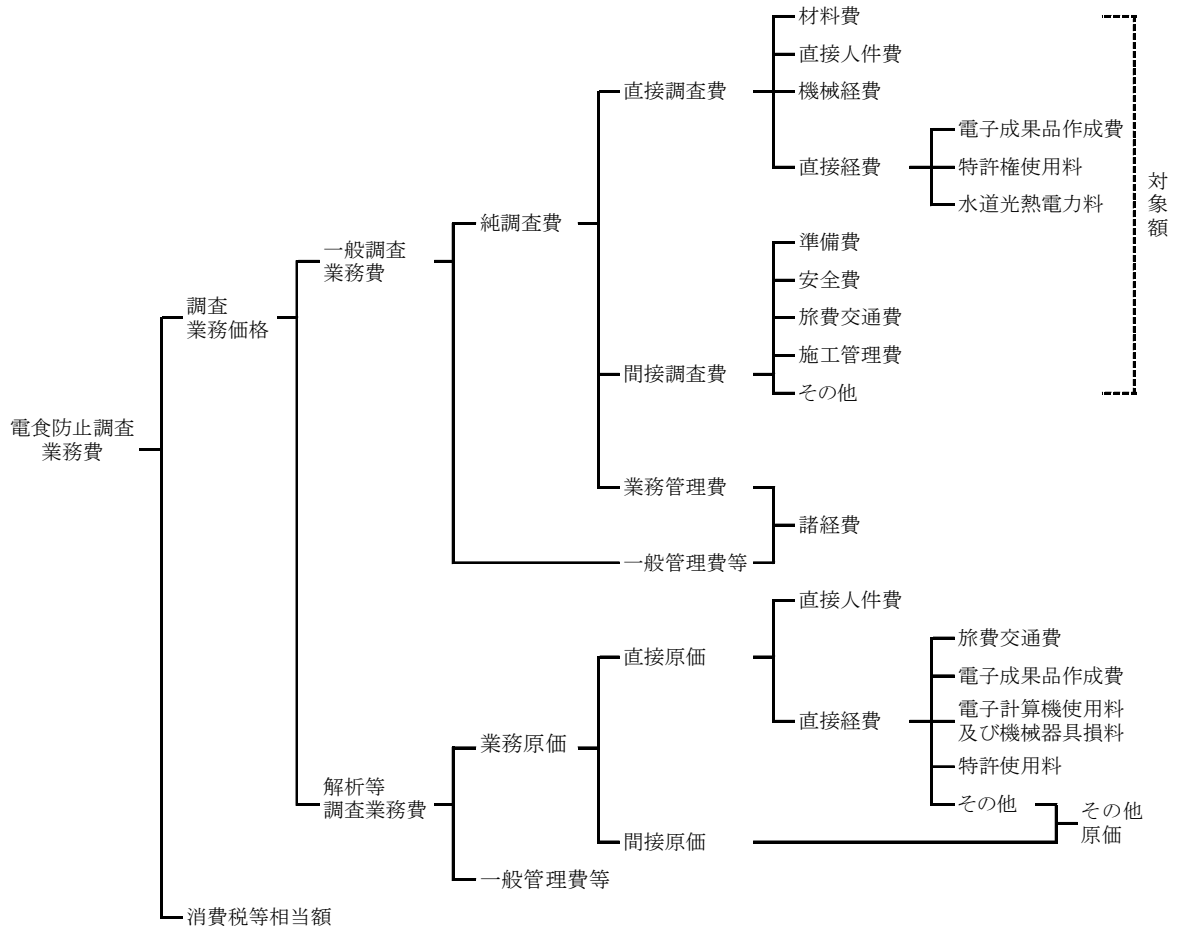 電食防止調査
業務費
調査
業務価格
一般調査
業務費
純調査費
直接調査費
材料費
直接人件費
機械経費
直接経費
電子成果品作成費
特許権使用料
水道光熱電力料
間接調査費
準備費
安全費
旅費交通費
施工管理費
その他
対象額
業務管理費
一般管理費等
諸経費
解析等
調査業務費
業務原価
直接原価
直接人件費
直接経費
旅費交通費
電子成果品作成費
電子計算機使用料
及び機械器具損料
特許使用料
その他
間接原価
その他
原価
一般管理費等
消費税等相当額